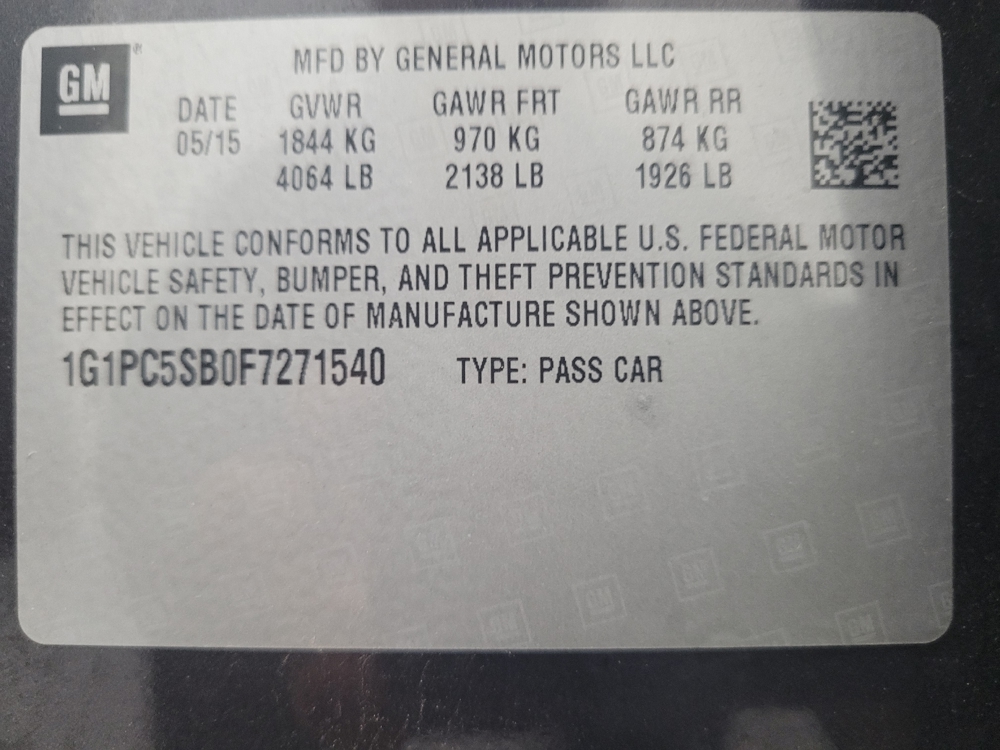 GM
MFD BY GENERAL MOTORS LLC
DATE GVWR GAWR FRT GAWR RR
05/15 1844 KG 970 KG 874 KG
4064 LB 2138 LB 1926 LB
THIS VEHICLE CONFORMS TO ALL APPLICABLE U.S. FEDERAL MOTOR
VEHICLE SAFETY, BUMPER, AND THEFT PREVENTION STANDARDS IN
EFFECT ON THE DATE OF MANUFACTURE SHOWN ABOVE.
1G1PC5SB0F7271540 TYPE: PASS CAR